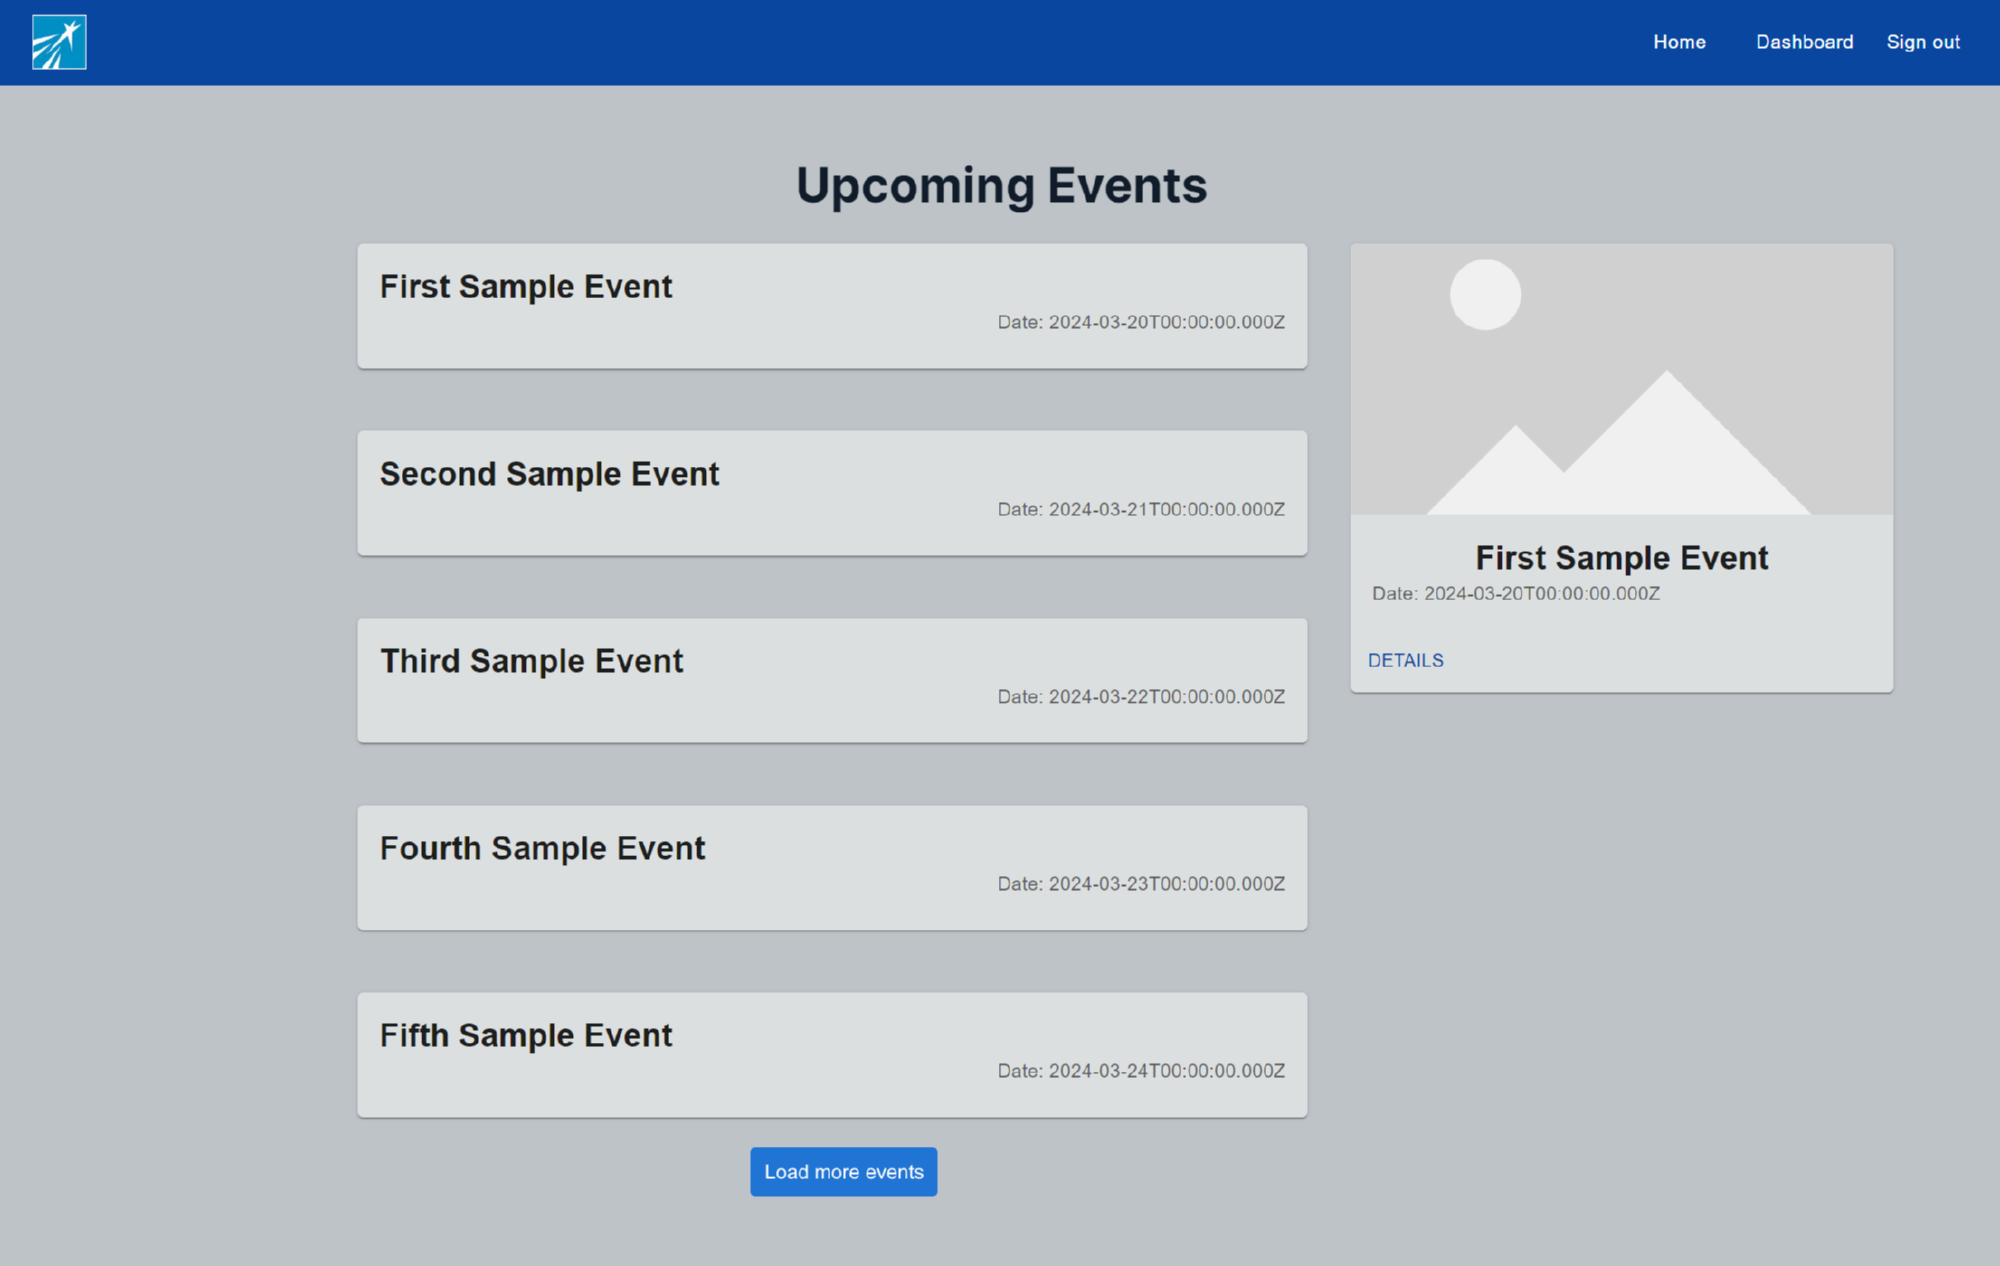 Home Dashboard Sign out
Upcoming Events
First Sample Event
Date: 2024-03-20T00:00:00.000Z
Second Sample Event
Date: 2024-03-21T00:00:00.000Z
Third Sample Event
Date: 2024-03-22T00:00:00.000Z
Fourth Sample Event
Date: 2024-03-23T00:00:00.000Z
Fifth Sample Event
Date: 2024-03-24T00:00:00.000Z
Load more events
First Sample Event
Date: 2024-03-20T00:00:00.000Z
DETAILS